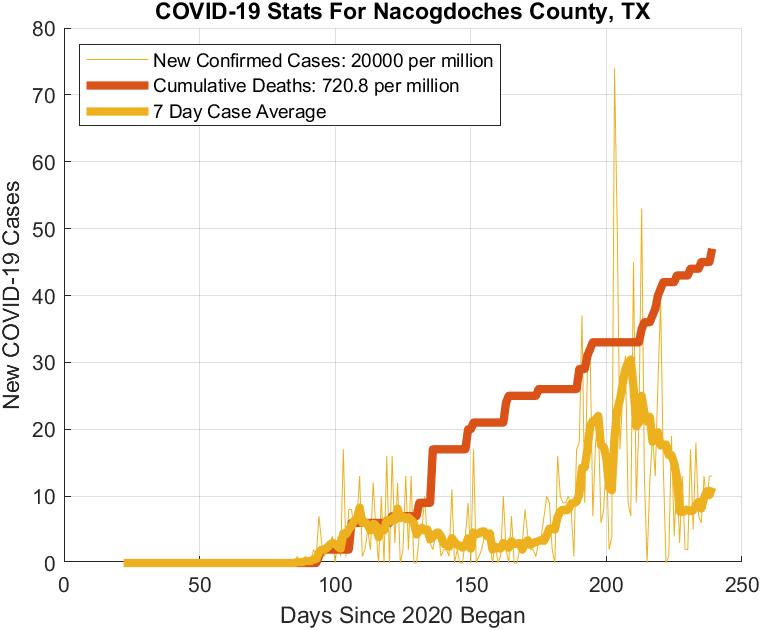 COVID-19 Stats For Nacogdoches County, TX
New Confirmed Cases: 20000 per million
Cumulative Deaths: 720.8 per million
7 Day Case Average
New COVID-19 Cases
80
70
60
50
40
30
20
10
0
0 50 100 150 200 250
Days Since 2020 Began